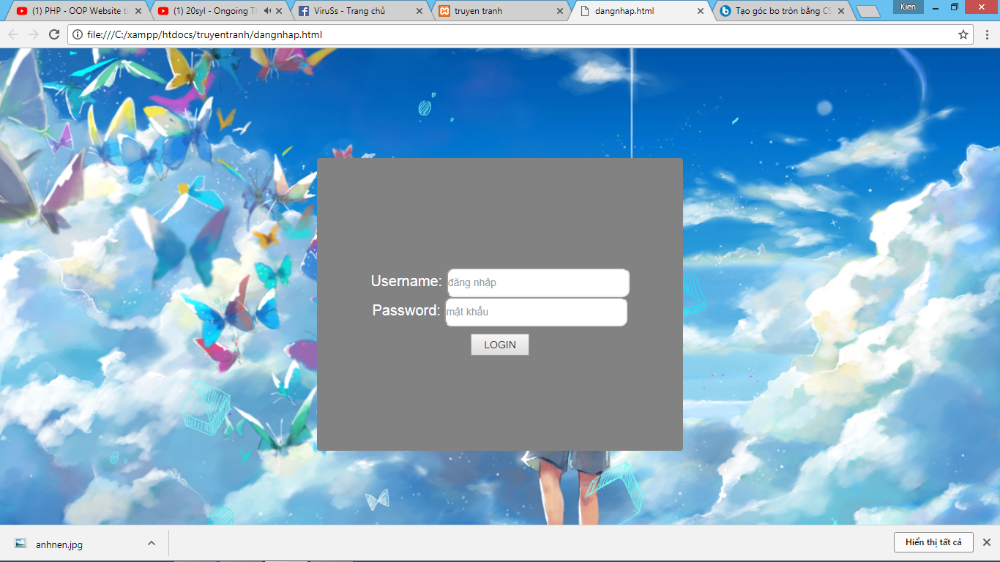 (1) PHP - OOP Website ti
(1) 20syl - Ongoing Th
ViruSs - Trang chủ
truyen tranh
dangnhap.html
Tạo góc bo tròn bằng CS
Kien
file:///C:/xampp/htdocs/truyentranh/dangnhap.html
Username: đăng nhập
Password: mật khẩu
LOGIN
anhnen.jpg
Hiển thị tất cả